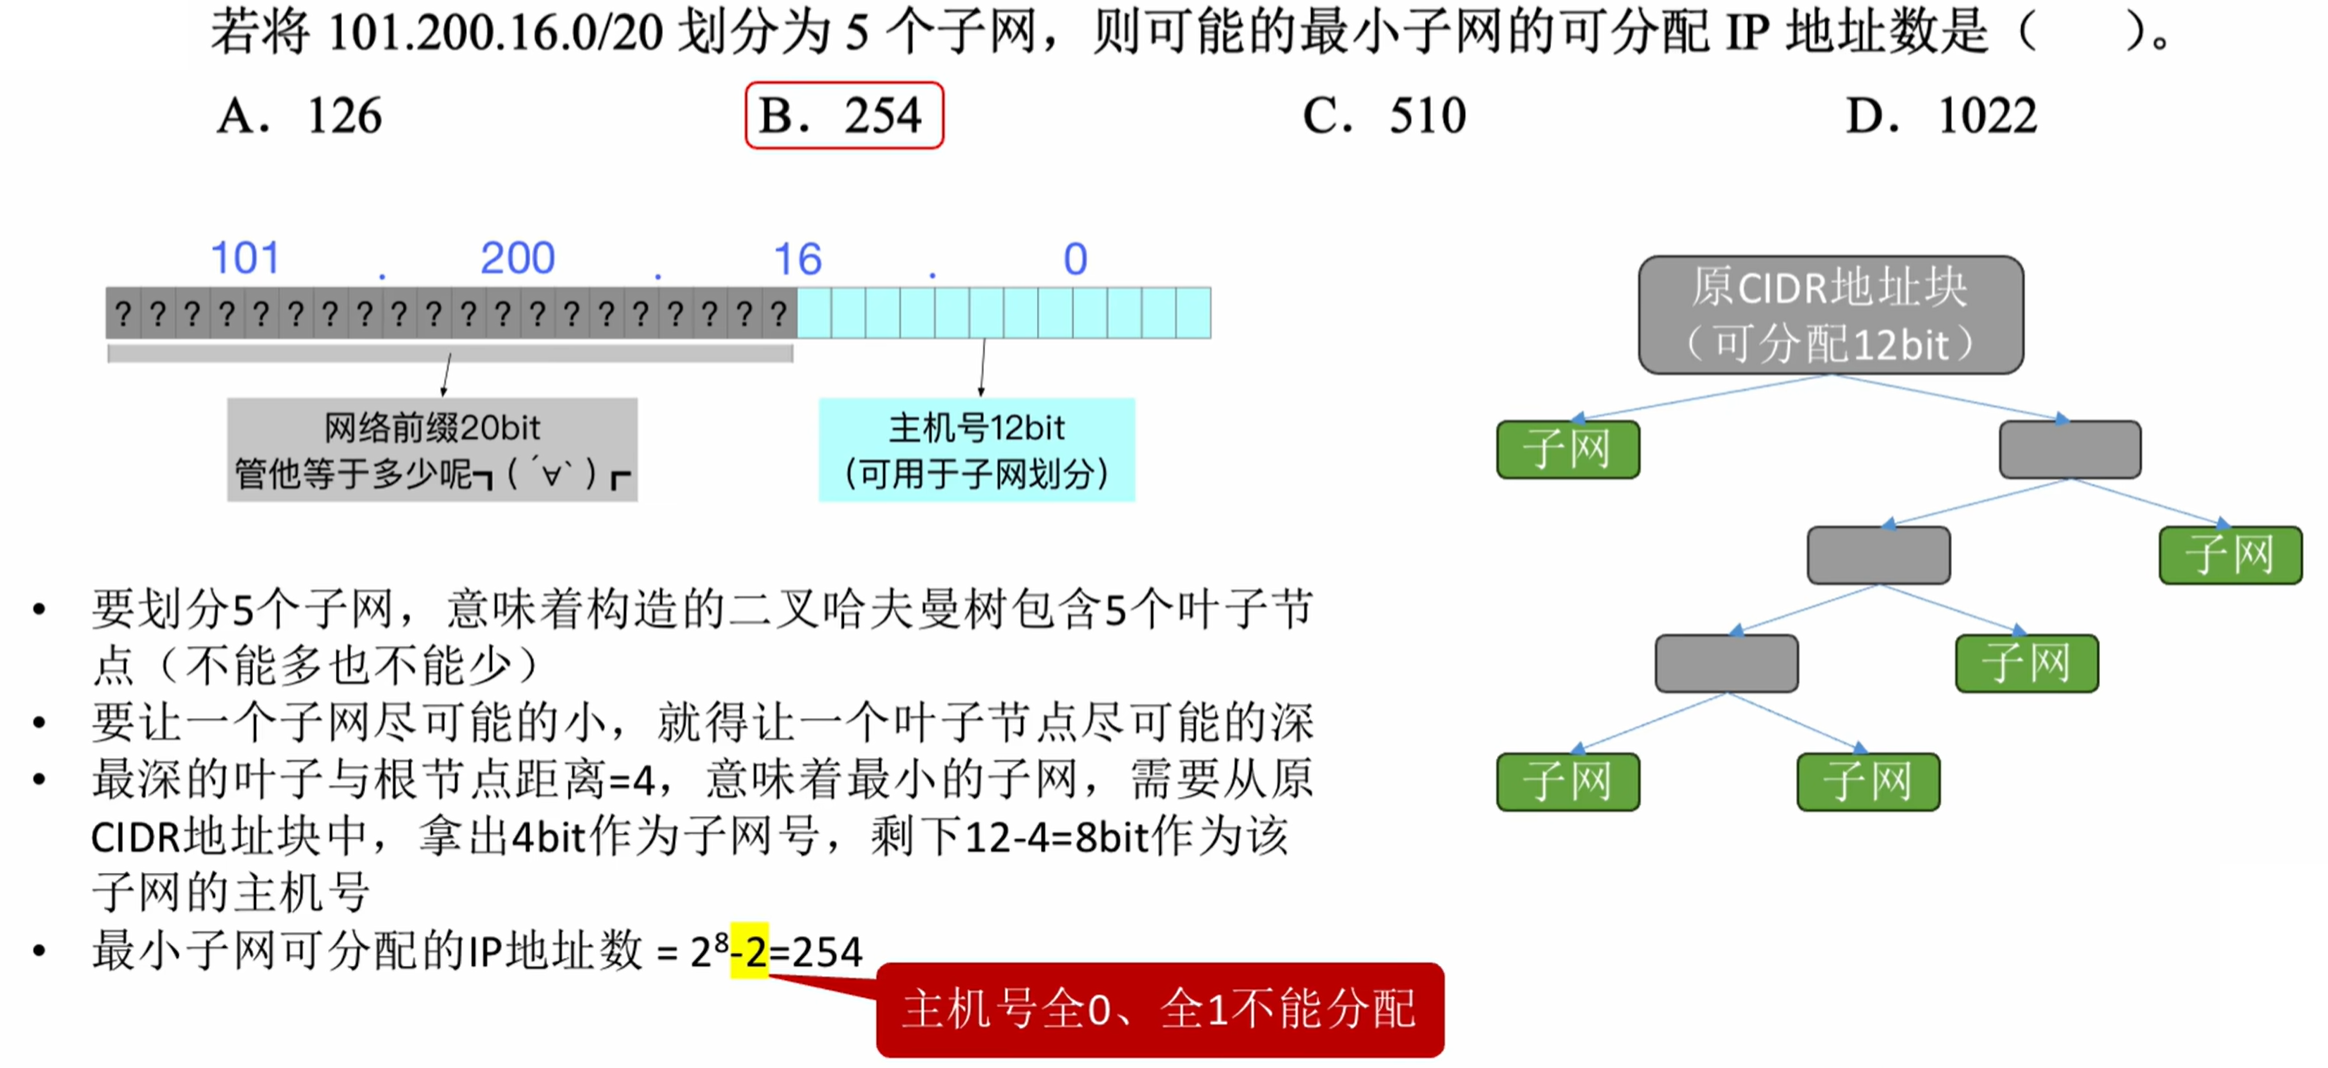 若将 101.200.16.0/20 划分为 5 个子网，则可能的最小子网的可分配 IP 地址数是（　　）。
A. 126　B. 254　C. 510　D. 1022
101 . 200 . 16 . 0
? ? ? ? ? ? ? ? ? ? ? ? ? ? ? ? ? ? ? ?
网络前缀20bit
管他等于多少呢┓( ´∀` )┏
主机号12bit
(可用于子网划分)
原CIDR地址块
（可分配12bit）
子网
子网
子网
子网
子网
• 要划分5个子网，意味着构造的二叉哈夫曼树包含5个叶子节
点（不能多也不能少）
• 要让一个子网尽可能的小，就得让一个叶子节点尽可能的深
• 最深的叶子与根节点距离=4，意味着最小的子网，需要从原
CIDR地址块中，拿出4bit作为子网号，剩下12-4=8bit作为该
子网的主机号
• 最小子网可分配的IP地址数 = 2⁸-2=254
主机号全0、全1不能分配